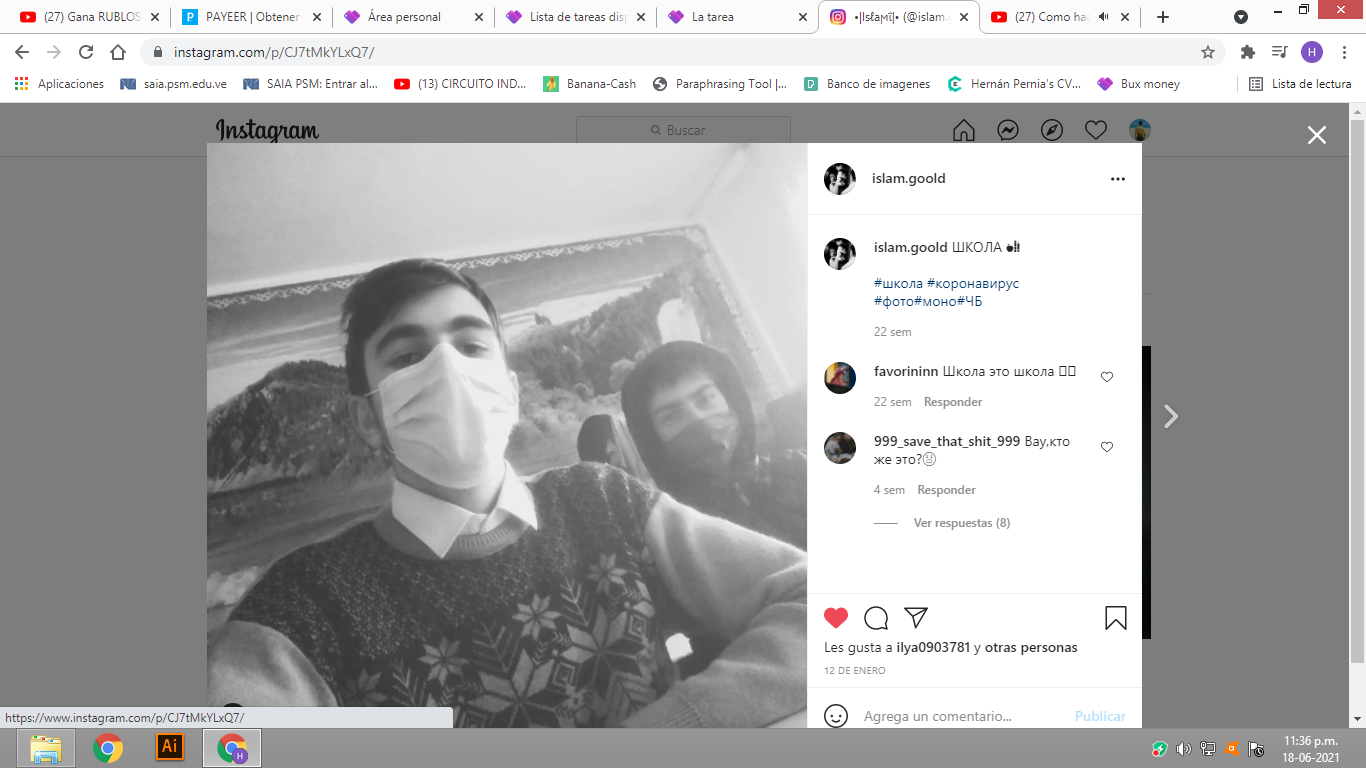 (27) Gana RUBLOS
PAYEER | Obtener
Área personal
Lista de tareas disp
La tarea
(@islam.
(27) Como hac
instagram.com/p/CJ7tMkYLxQ7/
H
Aplicaciones
saia.psm.edu.ve
SAIA PSM: Entrar al...
(13) CIRCUITO IND...
Banana-Cash
Paraphrasing Tool |...
Banco de imagenes
Hernán Pernia's CV...
Bux money
Lista de lectura
Instagram
Buscar
islam.goold
islam.goold ШКОЛА
#школа #коронавирус
#фото#моно#ЧБ
22 sem
favorininn Школа это школа
22 sem Responder
999_save_that_shit_999 Вау,кто
же это?
4 sem Responder
Ver respuestas (8)
Les gusta a ilya0903781 y otras personas
12 DE ENERO
Agrega un comentario...
Publicar
https://www.instagram.com/p/CJ7tMkYLxQ7/
Ai
H
11:36 p.m.
18-06-2021